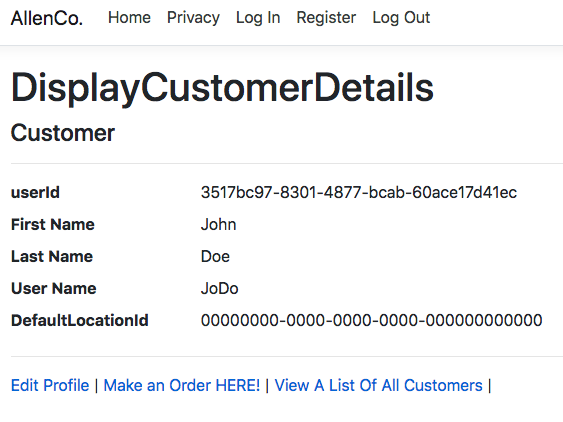 AllenCo. Home Privacy Log In Register Log Out
DisplayCustomerDetails
Customer
userId 3517bc97-8301-4877-bcab-60ace17d41ec
First Name John
Last Name Doe
User Name JoDo
DefaultLocationId 00000000-0000-0000-0000-000000000000
Edit Profile | Make an Order HERE! | View A List Of All Customers |